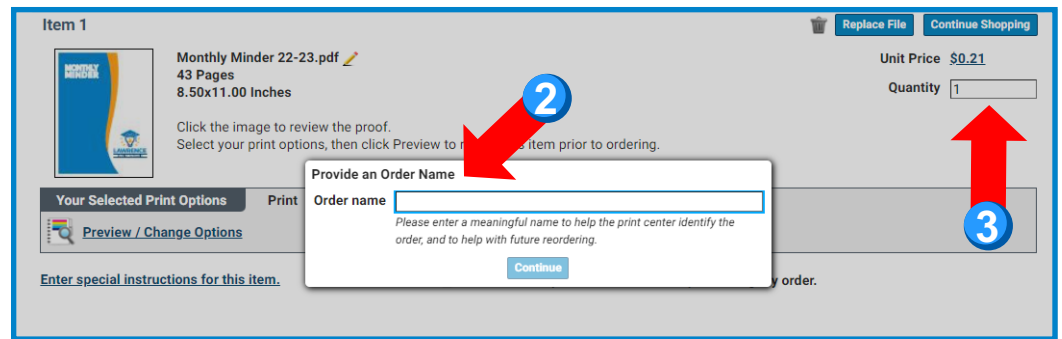 Item 1
Replace File
Continue Shopping
MONTHLY
MINDER
LAWRENCE
Monthly Minder 22-23.pdf
43 Pages
8.50x11.00 Inches
Unit Price $0.21
Quantity 1
2
Click the image to review the proof.
Select your print options, then click Preview to item prior to ordering.
Provide an Order Name
Your Selected Print Options
Print
Order name
Please enter a meaningful name to help the print center identify the
order, and to help with future reordering.
3
Preview / Change Options
Continue
Enter special instructions for this item.
y order.